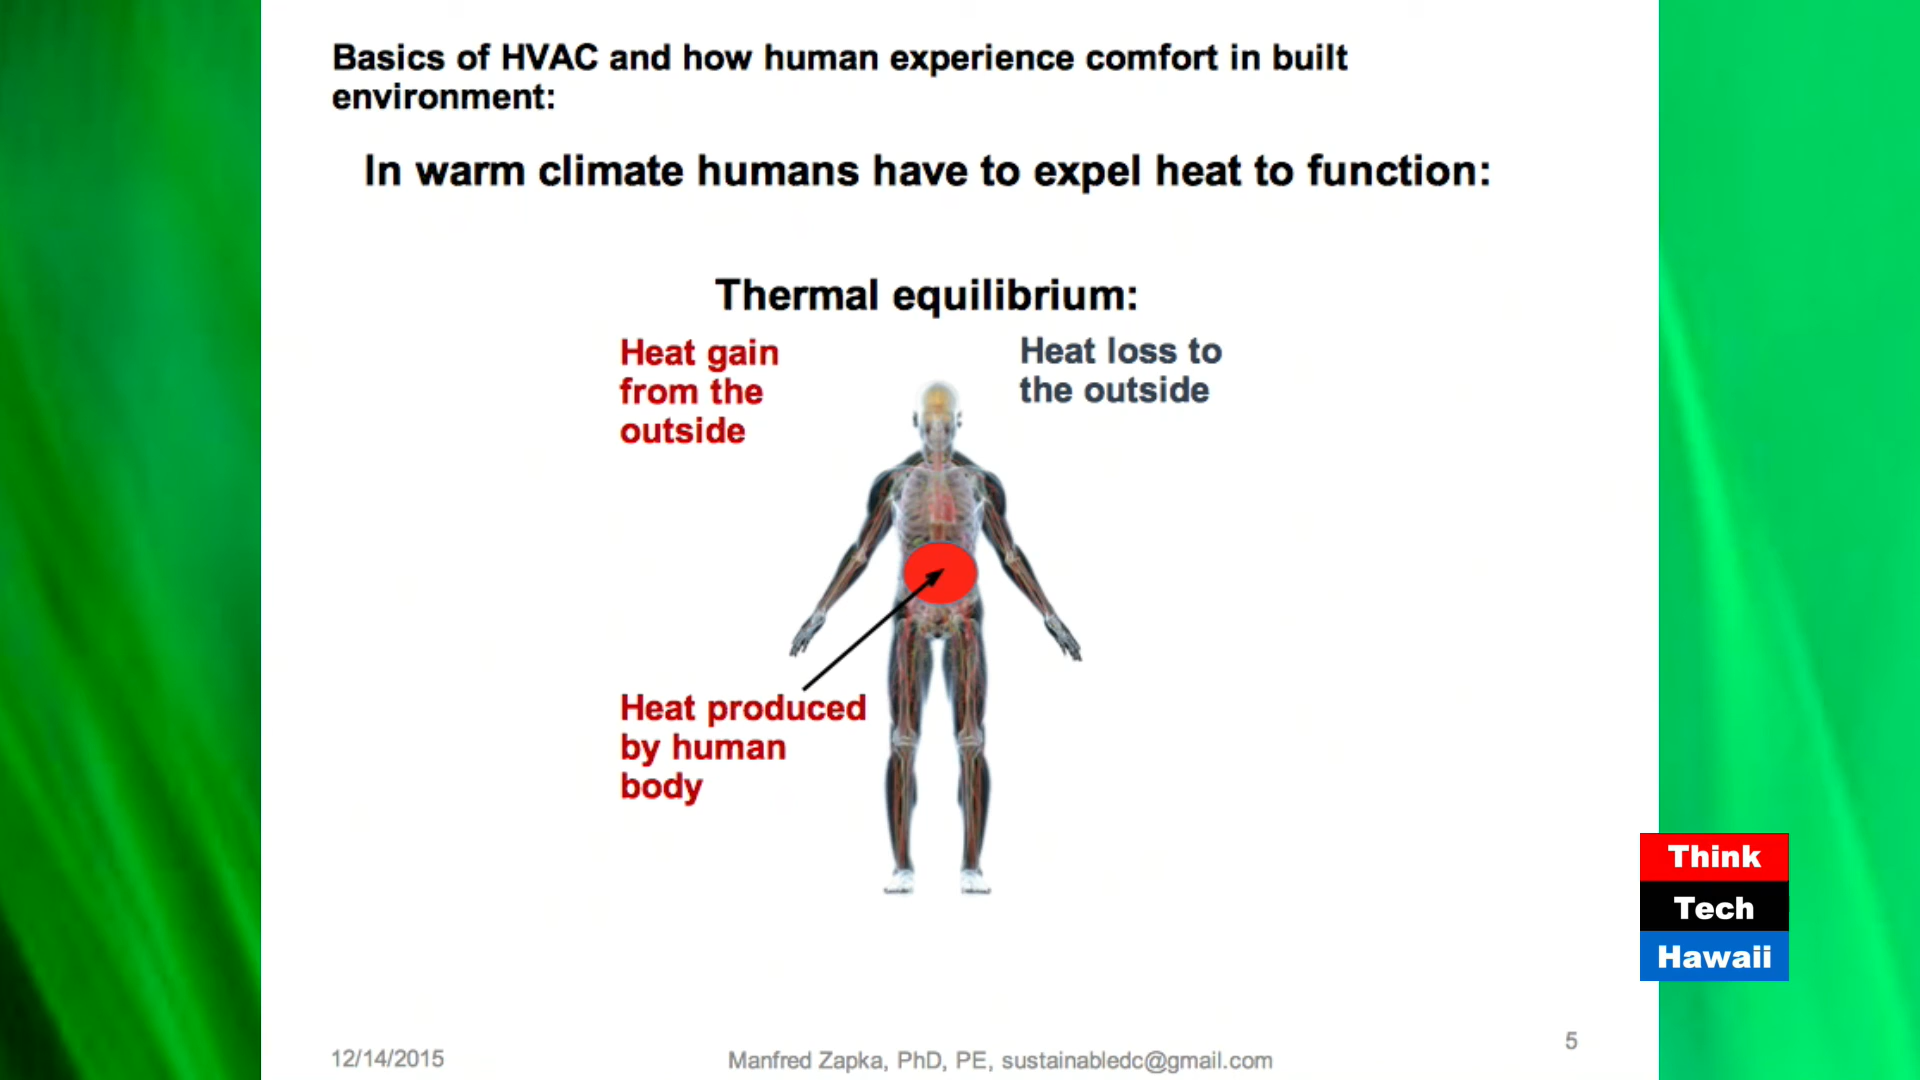 Basics of HVAC and how human experience comfort in built
environment:
In warm climate humans have to expel heat to function:
Thermal equilibrium:
Heat gain
from the
outside
Heat loss to
the outside
Heat produced
by human
body
Think
Tech
Hawaii
12/14/2015
Manfred Zapka, PhD, PE, sustainabledc@gmail.com
5